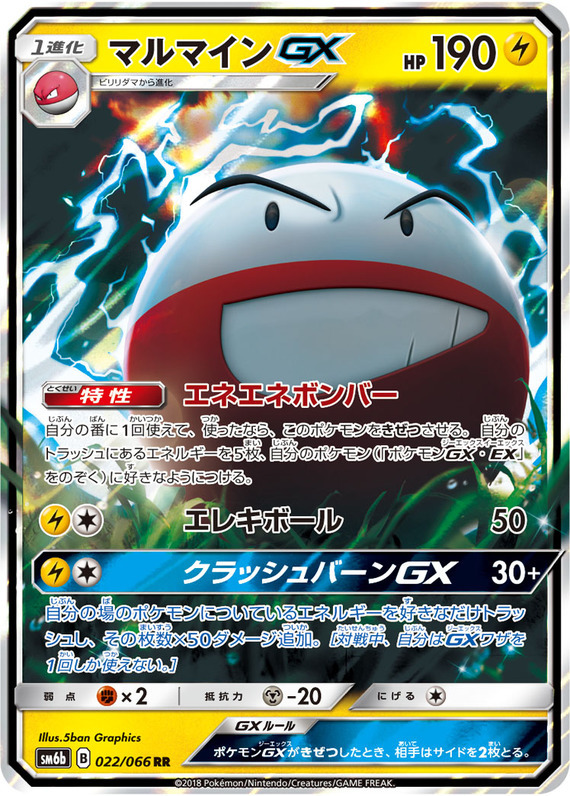 1進化 マルマインGX HP 190
ビリリダマから進化
とくせい
特性 エネエネボンバー
自分の番に1回使えて、使ったなら、このポケモンをきぜつさせる。自分の
トラッシュにあるエネルギーを5枚、自分のポケモン(「ポケモンGX・EX」
をのぞく)に好きなようにつける。
エレキボール 50
クラッシュバーンGX 30+
自分の場のポケモンについているエネルギーを好きなだけトラッ
シュし、その枚数×50ダメージ追加。[対戦中、自分はGXワザを
1回しか使えない。]
弱点 ×2 抵抗力 -20 にげる
Illus.5ban Graphics
GXルール
ポケモンGXがきぜつしたとき、相手はサイドを2枚とる。
SM6b B 022/066 RR
©2018 Pokémon/Nintendo/Creatures/GAME FREAK.